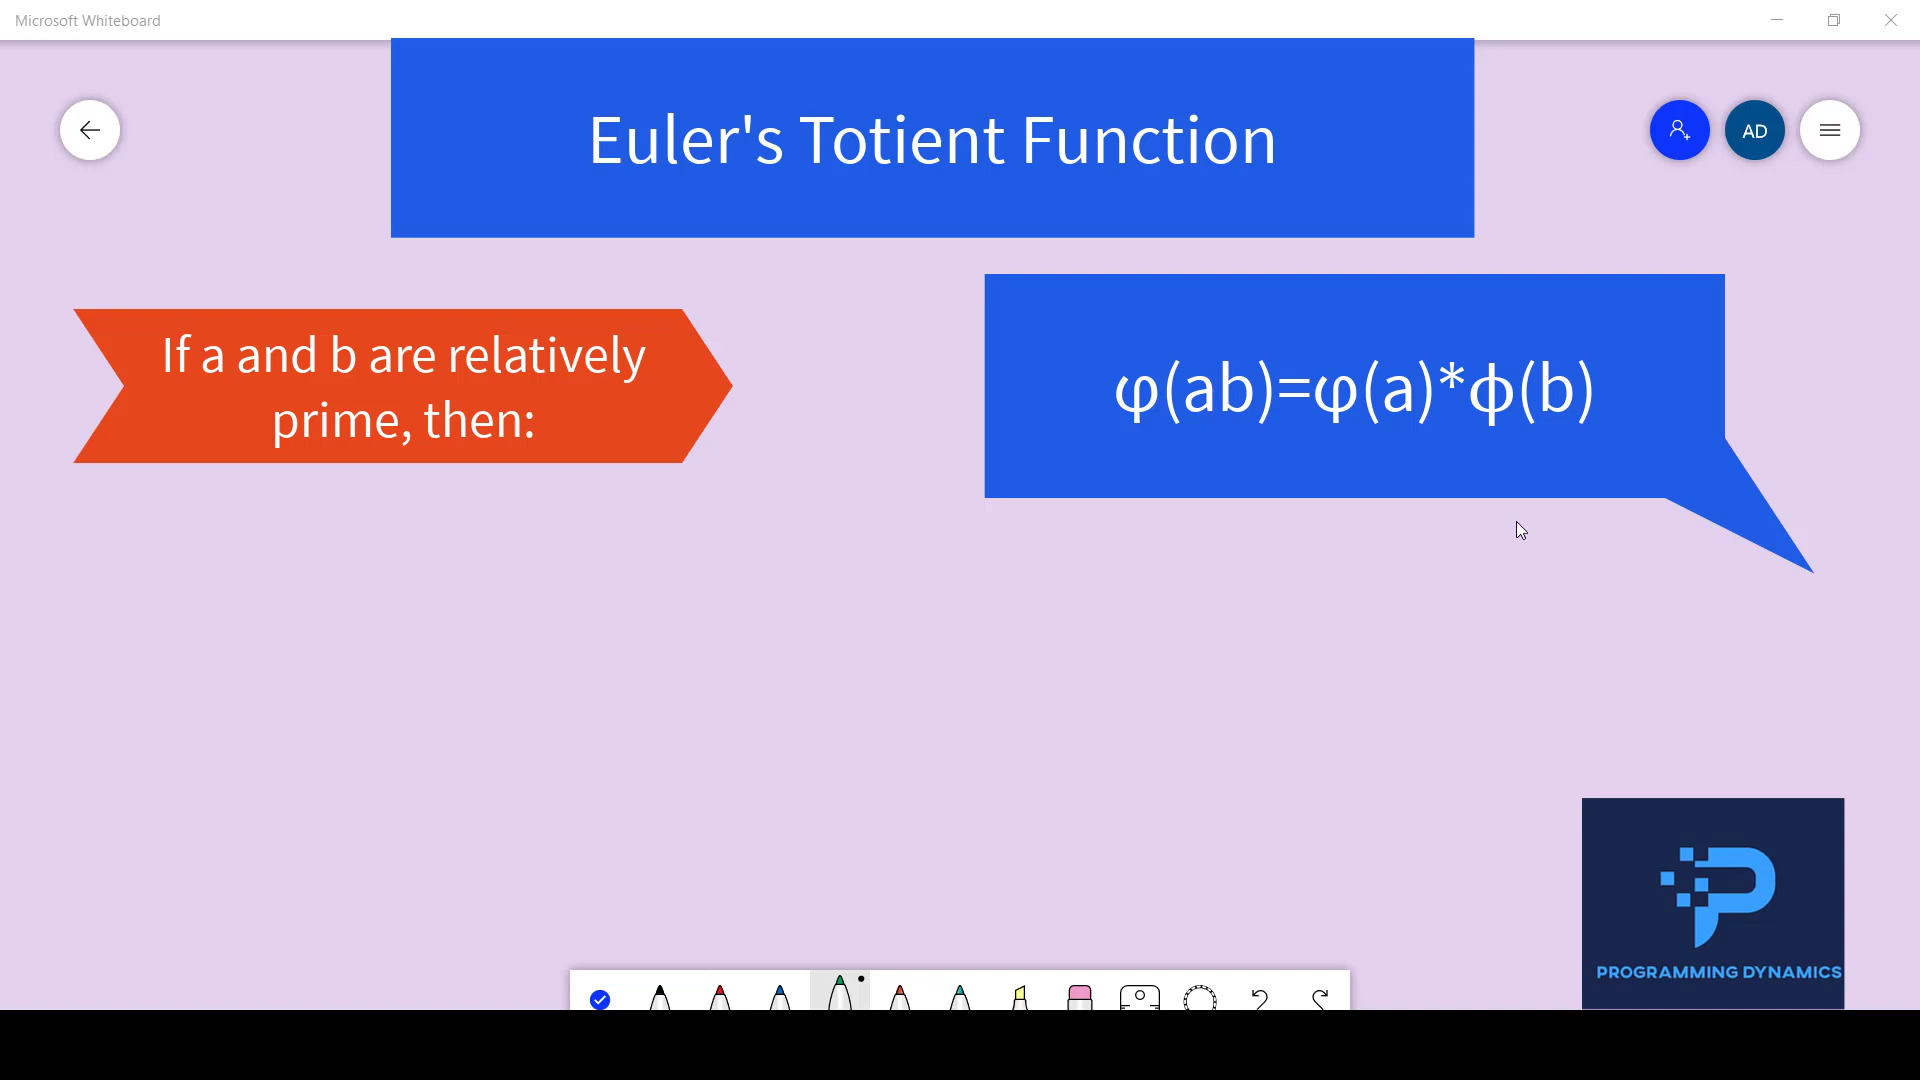 Microsoft Whiteboard
Euler's Totient Function
AD
If a and b are relatively
prime, then:
φ(ab)=φ(a)*ϕ(b)
PROGRAMMING DYNAMICS